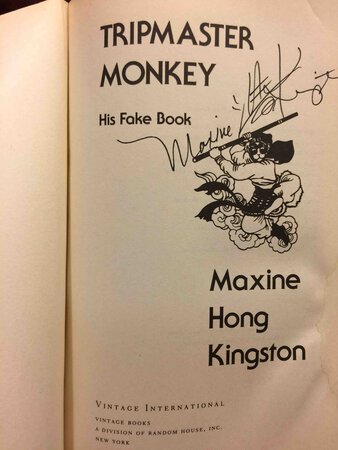 TRIPMASTER
MONKEY
His Fake Book
Maxine
Maxine
Hong
Kingston
VINTAGE INTERNATIONAL
VINTAGE BOOKS
A DIVISION OF RANDOM HOUSE, INC.
NEW YORK